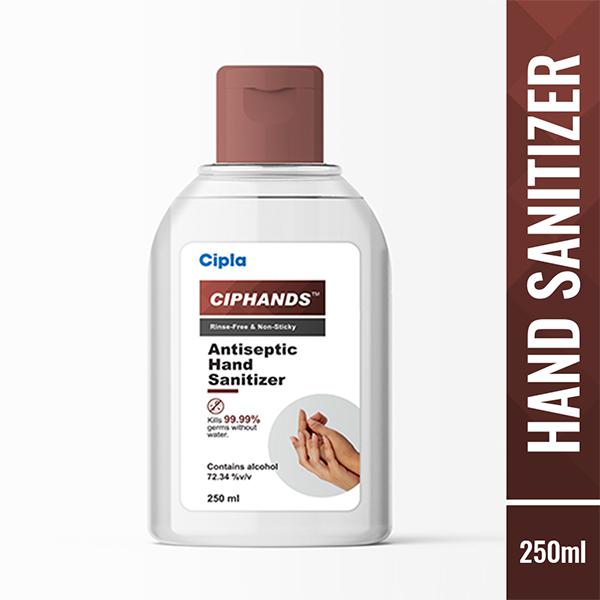 Cipla
CIPHANDS™
Rinse-Free & Non-Sticky
Antiseptic
Hand
Sanitizer
Kills 99.99%
germs without
water.
Contains alcohol
72.34 %v/v
250 ml
HAND SANITIZER
250ml